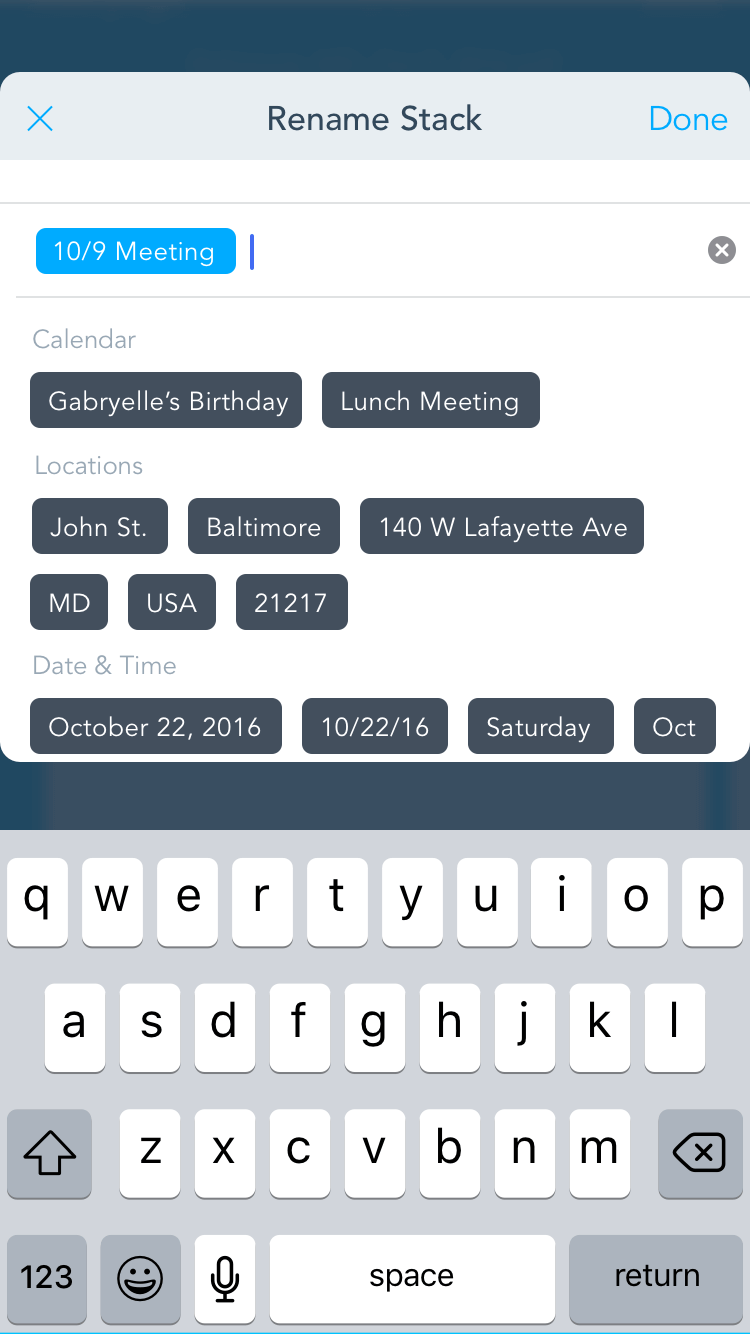 Rename Stack Done
10/9 Meeting
Calendar
Gabryelle’s Birthday Lunch Meeting
Locations
John St. Baltimore 140 W Lafayette Ave
MD USA 21217
Date & Time
October 22, 2016 10/22/16 Saturday Oct
q w e r t y u i o p
a s d f g h j k l
z x c v b n m
123 space return